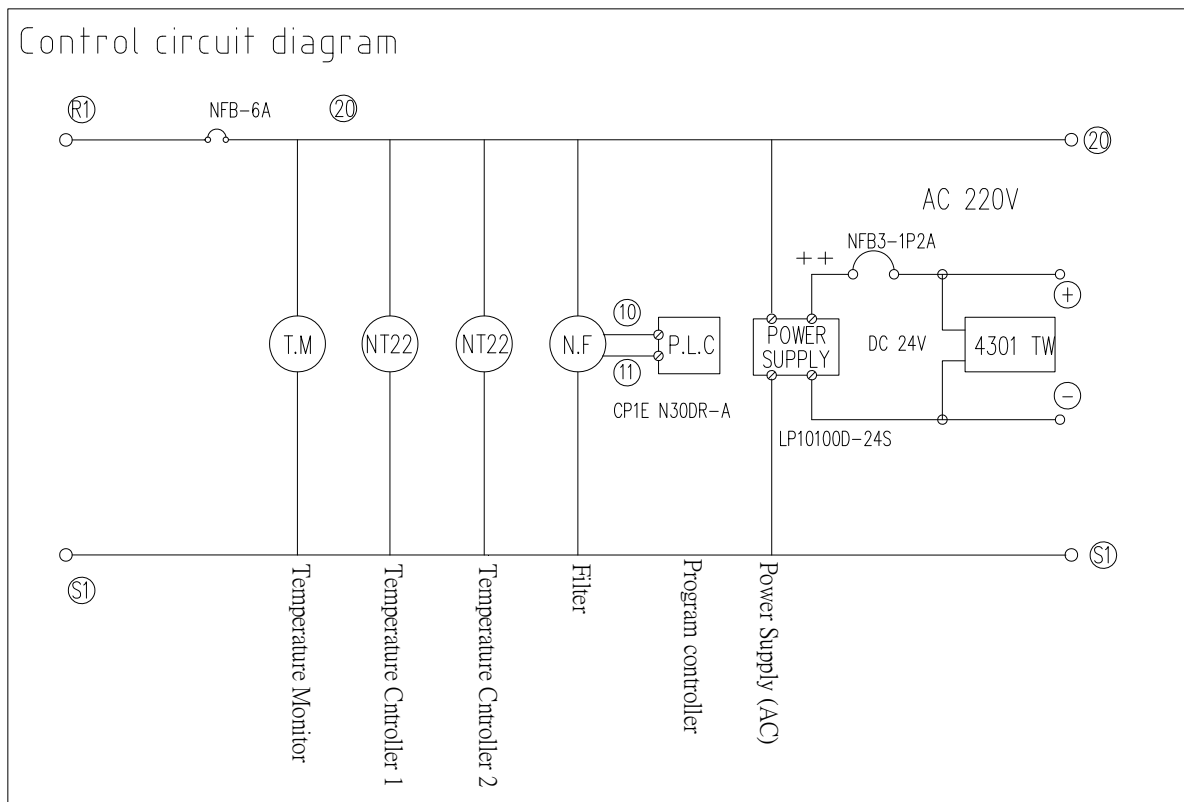 Control circuit diagram
R1
NFB-6A
20
20
AC 220V
NFB3-1P2A
++
+
T.M
NT22
NT22
N.F
10
11
P.L.C
POWER
SUPPLY
DC 24V
4301 TW
-
CP1E N30DR-A
LP10100D-24S
S1
S1
Temperature Monitor
Temperature Cntroller 1
Temperature Cntroller 2
Filter
Program controller
Power Supply (AC)